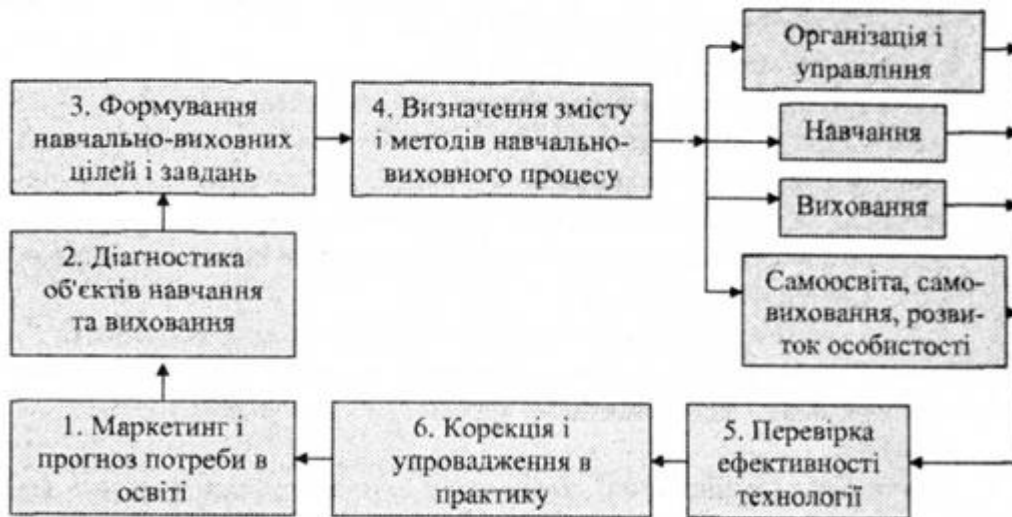 3. Формування
навчально-виховних
цілей і завдань
4. Визначення змісту
і методів навчально-
виховного процесу
Організація і
управління
Навчання
Виховання
Самоосвіта, само-
виховання, розви-
ток особистості
2. Діагностика
об'єктів навчання
та виховання
1. Маркетинг і
прогноз потреби в
освіті
6. Корекція і
упровадження в
практику
5. Перевірка
ефективності
технології